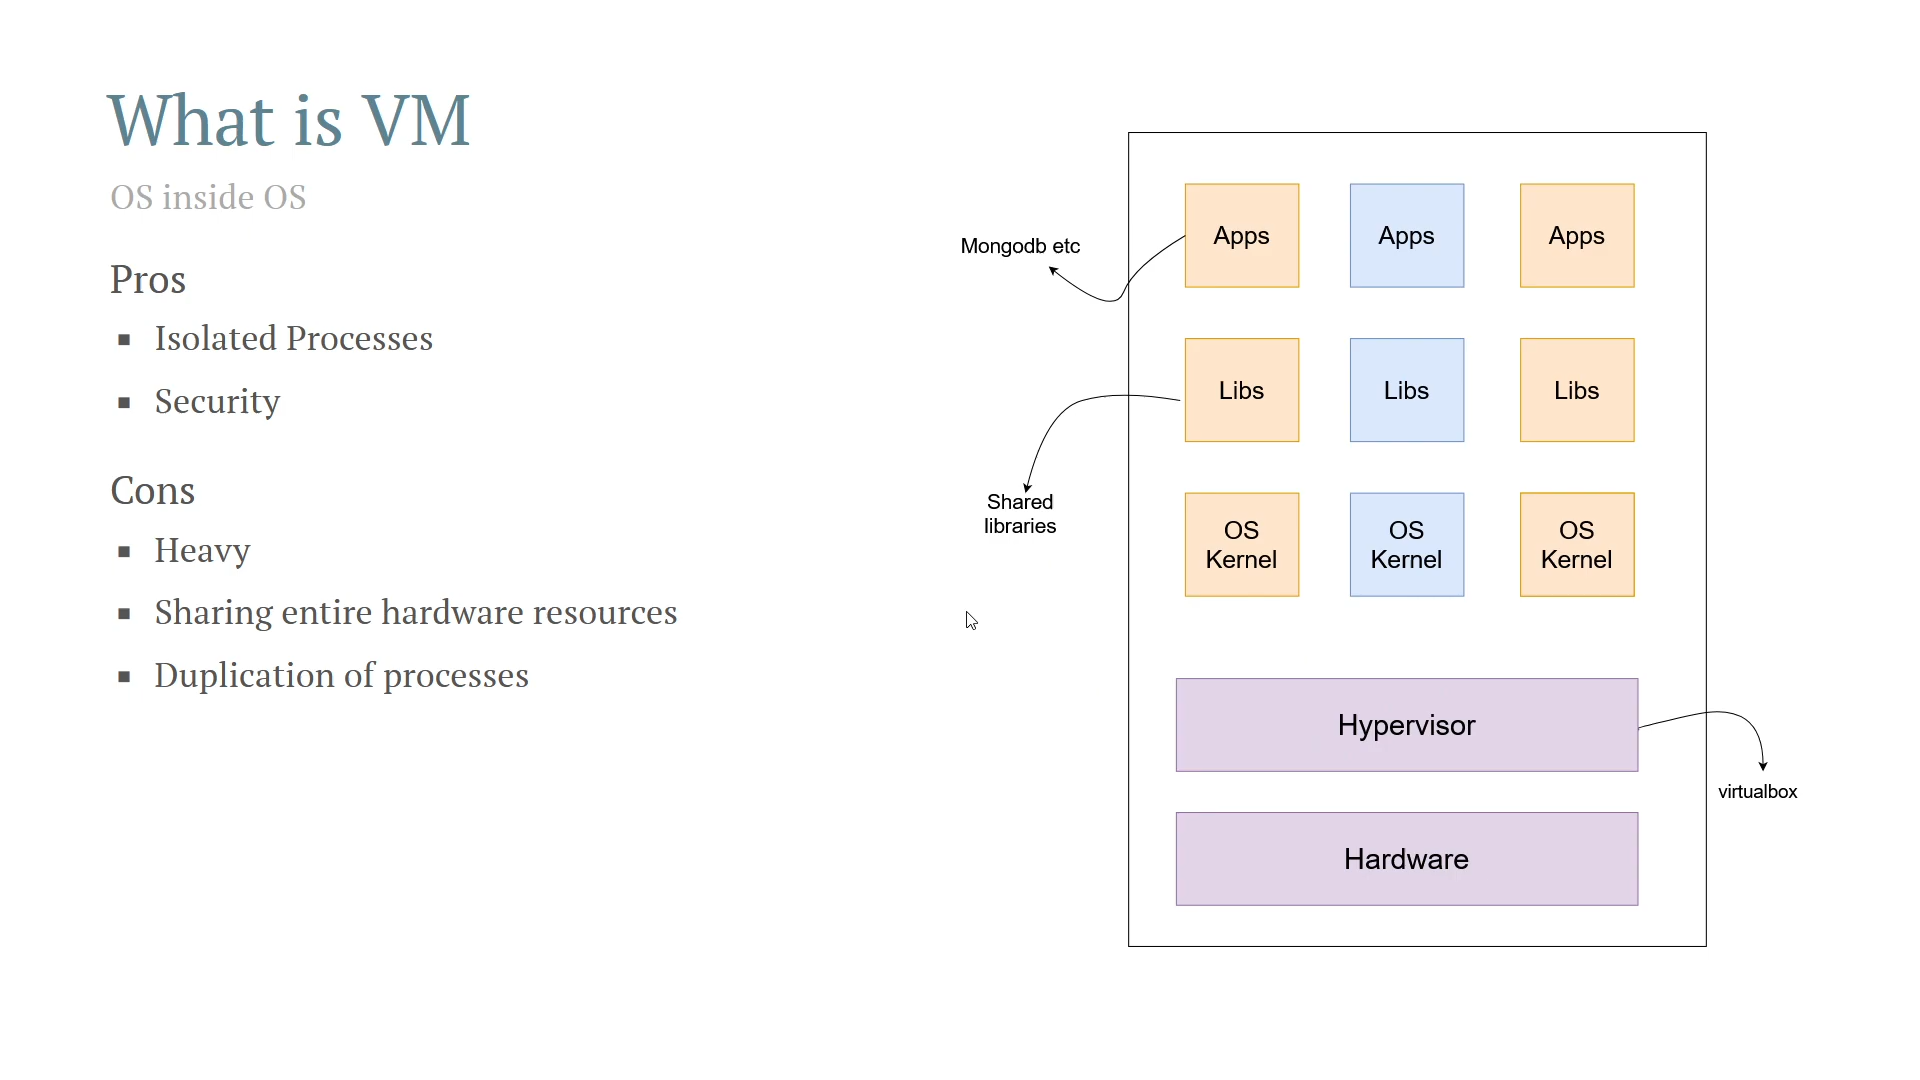 What is VM
OS inside OS
Pros
▪ Isolated Processes
▪ Security
Cons
▪ Heavy
▪ Sharing entire hardware resources
▪ Duplication of processes
Mongodb etc
Apps
Apps
Apps
Libs
Libs
Libs
Shared
libraries
OS
Kernel
OS
Kernel
OS
Kernel
Hypervisor
virtualbox
Hardware